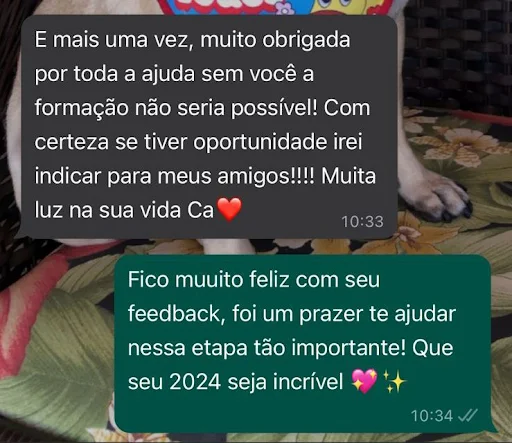 E mais uma vez, muito obrigada
por toda a ajuda sem você a
formação não seria possível! Com
certeza se tiver oportunidade irei
indicar para meus amigos!!!! Muita
luz na sua vida Ca❤️
10:33
Fico muuito feliz com seu
feedback, foi um prazer te ajudar
nessa etapa tão importante! Que
seu 2024 seja incrível 💖✨
10:34